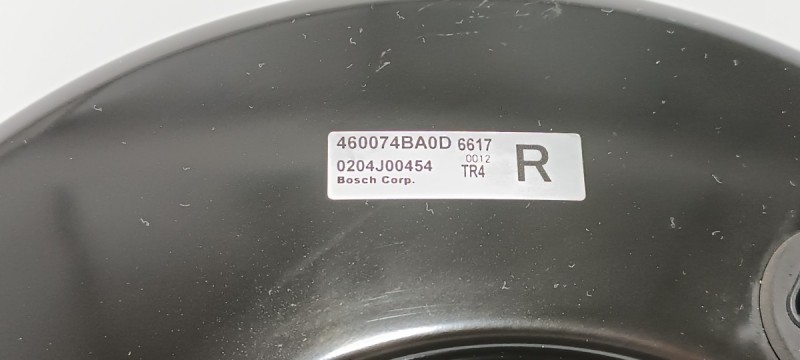 460074BA0D 6617
0012
0204J00454 TR4 R
Bosch Corp.